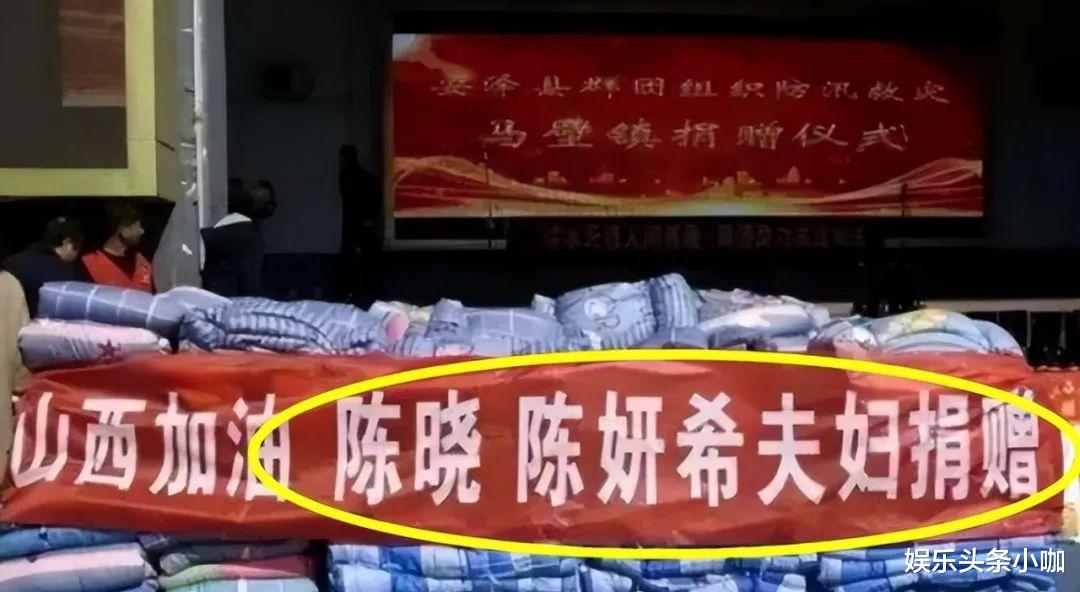 安泽县辉团组织防汛救灾
马壁镇捐赠仪式
山西加油 陈晓 陈妍希夫妇捐赠
娱乐头条小咖